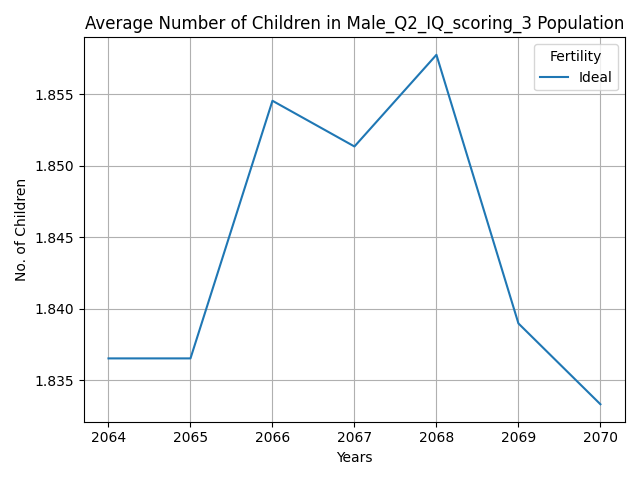 Average Number of Children in Male_Q2_IQ_scoring_3 Population
Fertility
Ideal
1.855
1.850
1.845
1.840
1.835
No. of Children
2064 2065 2066 2067 2068 2069 2070
Years